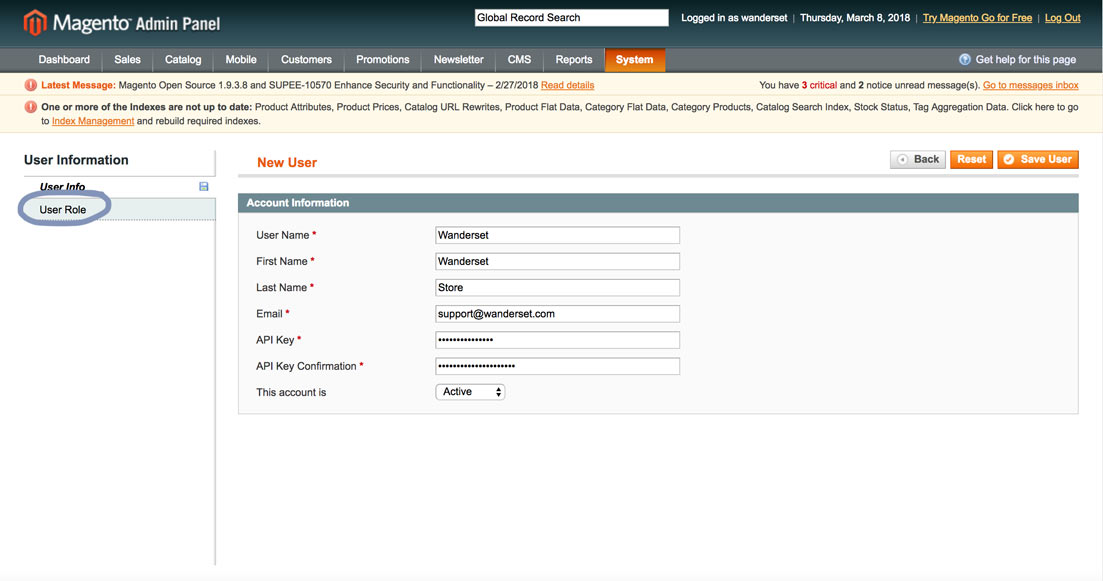 Magento Admin Panel
Global Record Search
Logged in as wanderset | Thursday, March 8, 2018 | Try Magento Go for Free | Log Out
Dashboard Sales Catalog Mobile Customers Promotions Newsletter CMS Reports System Get help for this page
Latest Message: Magento Open Source 1.9.3.8 and SUPEE-10570 Enhance Security and Functionality – 2/27/2018 Read details You have 3 critical and 2 notice unread message(s). Go to messages inbox
One or more of the Indexes are not up to date: Product Attributes, Product Prices, Catalog URL Rewrites, Product Flat Data, Category Flat Data, Category Products, Catalog Search Index, Stock Status, Tag Aggregation Data. Click here to go
to Index Management and rebuild required indexes.
User Information
User Info
User Role
New User
Back Reset Save User
Account Information
User Name * Wanderset
First Name * Wanderset
Last Name * Store
Email * support@wanderset.com
API Key * •••••••••••••••
API Key Confirmation * •••••••••••••••••••••
This account is Active